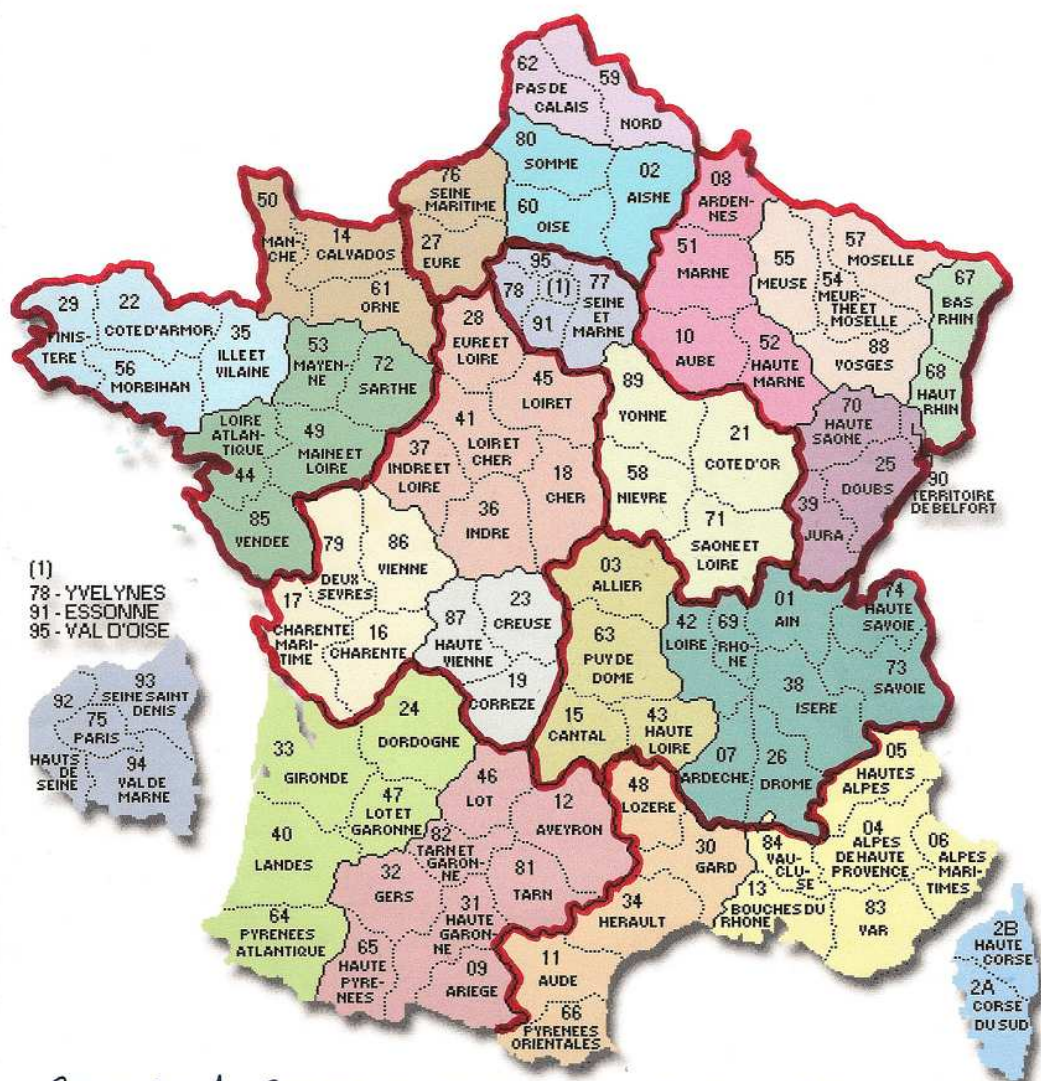 62
PAS DE
CALAIS
59
NORD
80
SOMME
02
AISNE
60
OISE
76
SEINE
MARITIME
27
EURE
50
MAN-
CHE
14
CALVADOS
61
ORNE
08
ARDEN-
NES
51
MARNE
10
AUBE
52
HAUTE
MARNE
55
MEUSE
57
MOSELLE
54
MEUR-
THE ET
MOSELLE
88
VOSGES
67
BAS
RHIN
68
HAUT
RHIN
95
78
(1)
91
77
SEINE
ET
MARNE
29
FINIS-
TERE
22
COTE D'ARMOR
56
MORBIHAN
35
ILLE ET
VILAINE
53
MAYEN-
NE
72
SARTHE
LOIRE
ATLAN-
TIQUE
44
49
MAINE ET
LOIRE
85
VENDEE
28
EURE ET
LOIRE
45
LOIRET
41
LOIR ET
CHER
37
INDRE ET
LOIRE
18
CHER
36
INDRE
89
YONNE
21
COTE D'OR
58
NIEVRE
71
SAONE ET
LOIRE
70
HAUTE
SAONE
25
DOUBS
39
JURA
90
TERRITOIRE
DE BELFORT
79
DEUX
SEVRES
86
VIENNE
17
CHARENTE
MARI-
TIME
16
CHARENTE
87
HAUTE
VIENNE
23
CREUSE
19
CORREZE
03
ALLIER
63
PUY DE
DOME
15
CANTAL
43
HAUTE
LOIRE
42
LOIRE
69
RHO-
NE
01
AIN
74
HAUTE
SAVOIE
73
SAVOIE
38
ISERE
07
ARDECHE
26
DROME
(1)
78 - YVELYNES
91 - ESSONNE
95 - VAL D'OISE
92
HAUTS
DE
SEINE
93
SEINE SAINT
DENIS
75
PARIS
94
VAL DE
MARNE
24
DORDOGNE
33
GIRONDE
47
LOT ET
GARONNE
40
LANDES
64
PYRENEES
ATLANTIQUE
46
LOT
12
AVEYRON
82
TARN ET
GARON-
NE
81
TARN
32
GERS
31
HAUTE
GARON-
NE
65
HAUTE
PYRE-
NEES
09
ARIEGE
48
LOZERE
30
GARD
34
HERAULT
11
AUDE
66
PYRENEES
ORIENTALES
05
HAUTES
ALPES
04
ALPES
DE HAUTE
PROVENCE
06
ALPES
MARI-
TIMES
84
VAU-
CLU-
SE
13
BOUCHES DU
RHONE
83
VAR
2B
HAUTE
CORSE
2A
CORSE
DU SUD